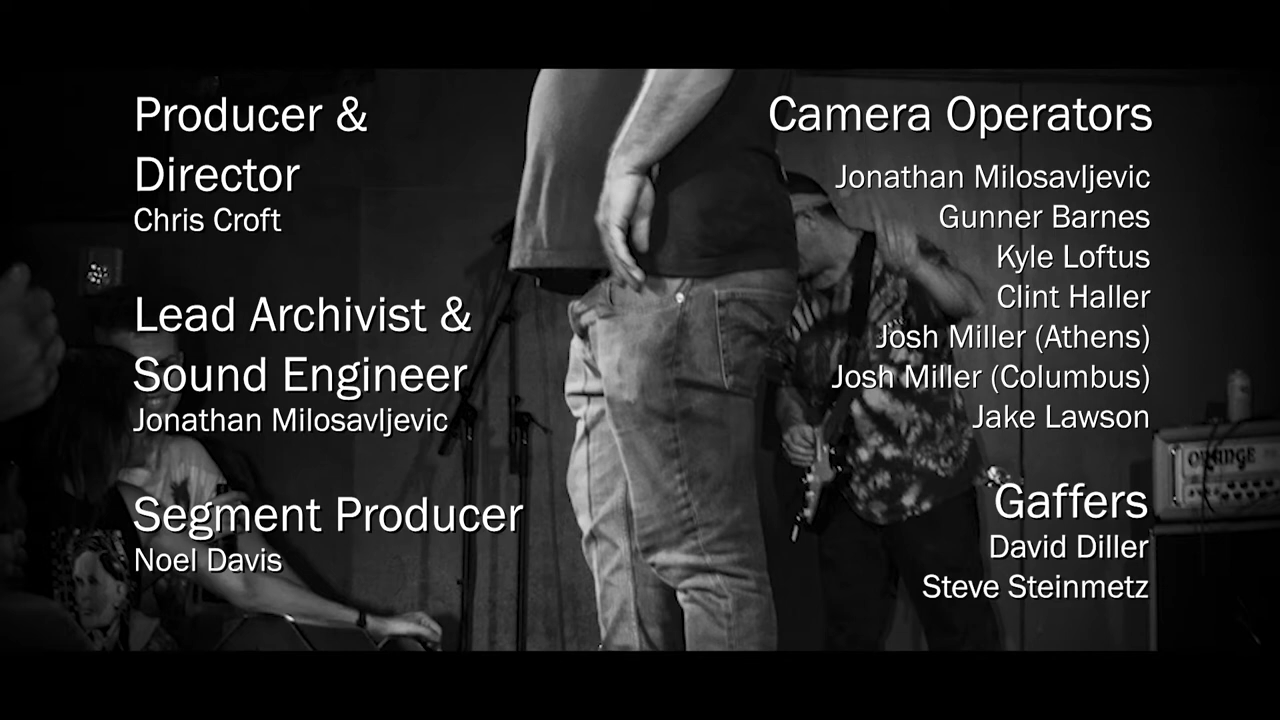 Producer &
Director
Chris Croft
Lead Archivist &
Sound Engineer
Jonathan Milosavljevic
Segment Producer
Noel Davis
Camera Operators
Jonathan Milosavljevic
Gunner Barnes
Kyle Loftus
Clint Haller
Josh Miller (Athens)
Josh Miller (Columbus)
Jake Lawson
Gaffers
David Diller
Steve Steinmetz
ORANGE